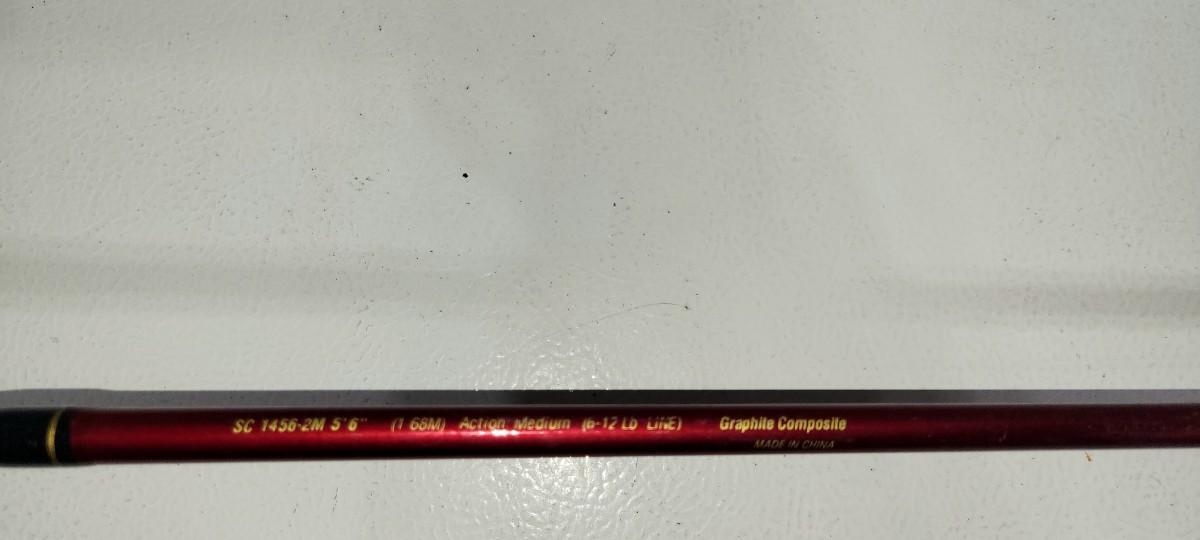 SC 1456-2M 5'6" (1.68M) Action Medium (6-12 Lb LINE) Graphite Composite
MADE IN CHINA